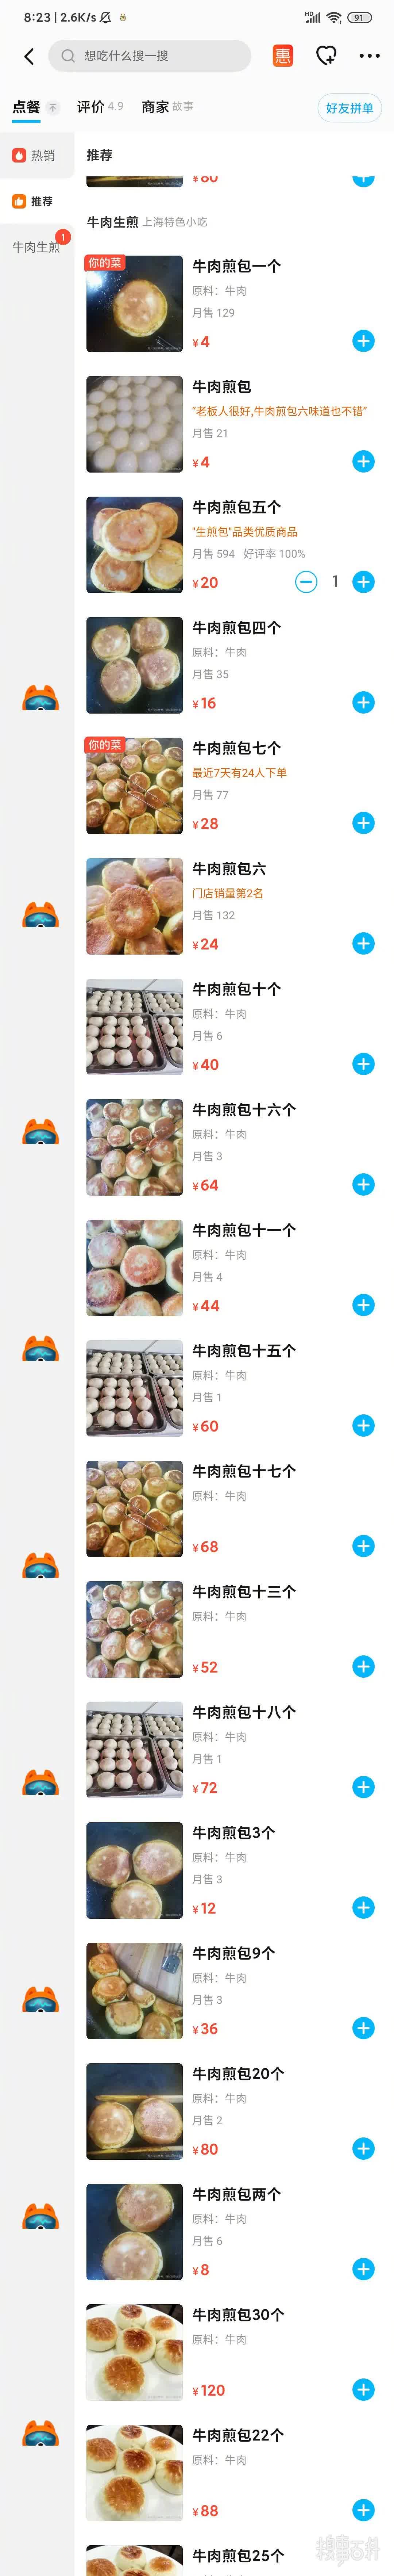 8:23 | 2.6K/s
HD
91
想吃什么搜一搜
惠
点餐
评价 4.9
商家 故事
好友拼单
热销
推荐
牛肉生煎
1
推荐
¥80
牛肉生煎 上海特色小吃
你的菜
牛肉煎包一个
原料：牛肉
月售 129
¥4
牛肉煎包
“老板人很好,牛肉煎包六味道也不错”
月售 21
¥4
牛肉煎包五个
"生煎包"品类优质商品
月售 594 好评率 100%
¥20
1
牛肉煎包四个
原料：牛肉
月售 35
¥16
你的菜
牛肉煎包七个
最近7天有24人下单
月售 77
¥28
牛肉煎包六
门店销量第2名
月售 132
¥24
牛肉煎包十个
原料：牛肉
月售 6
¥40
牛肉煎包十六个
原料：牛肉
月售 3
¥64
牛肉煎包十一个
原料：牛肉
月售 4
¥44
牛肉煎包十五个
原料：牛肉
月售 1
¥60
牛肉煎包十七个
原料：牛肉
¥68
牛肉煎包十三个
原料：牛肉
¥52
牛肉煎包十八个
原料：牛肉
月售 1
¥72
牛肉煎包3个
原料：牛肉
月售 3
¥12
牛肉煎包9个
原料：牛肉
月售 3
¥36
牛肉煎包20个
原料：牛肉
月售 2
¥80
牛肉煎包两个
原料：牛肉
月售 6
¥8
牛肉煎包30个
原料：牛肉
¥120
牛肉煎包22个
原料：牛肉
¥88
牛肉煎包25个